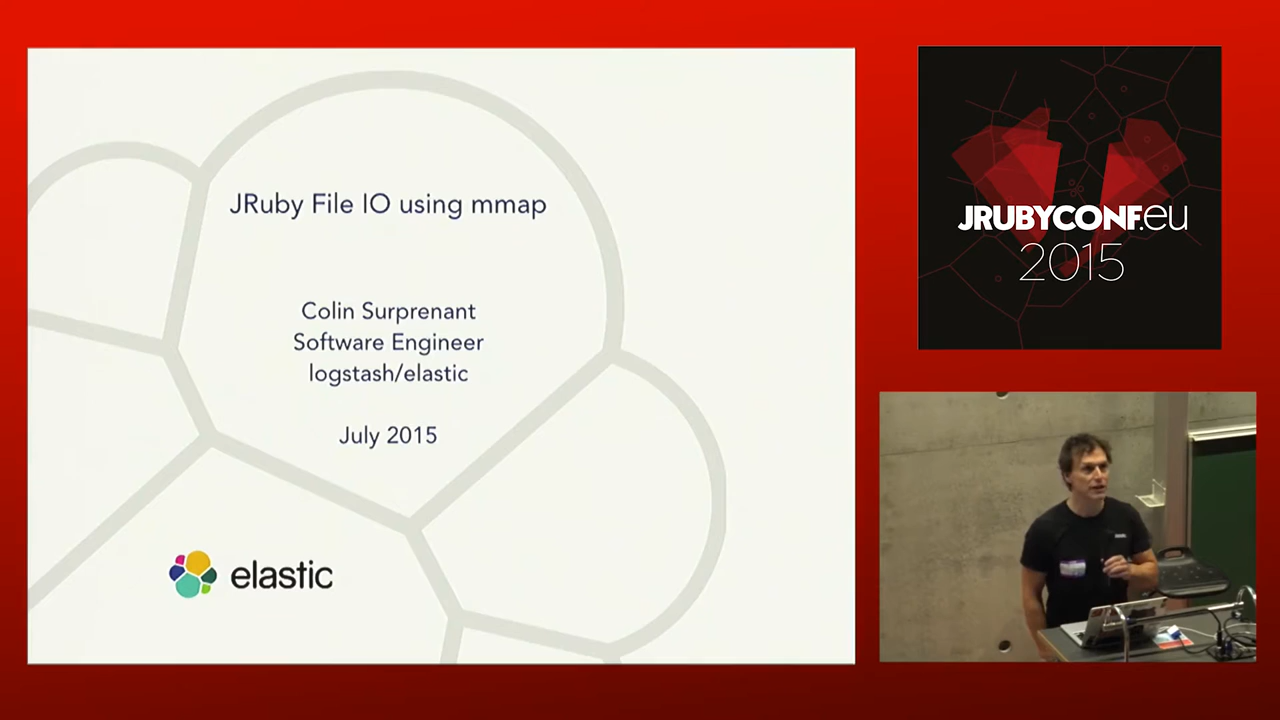 JRuby File IO using mmap
Colin Surprenant
Software Engineer
logstash/elastic
July 2015
elastic
JRUBYCONF.eu
2015